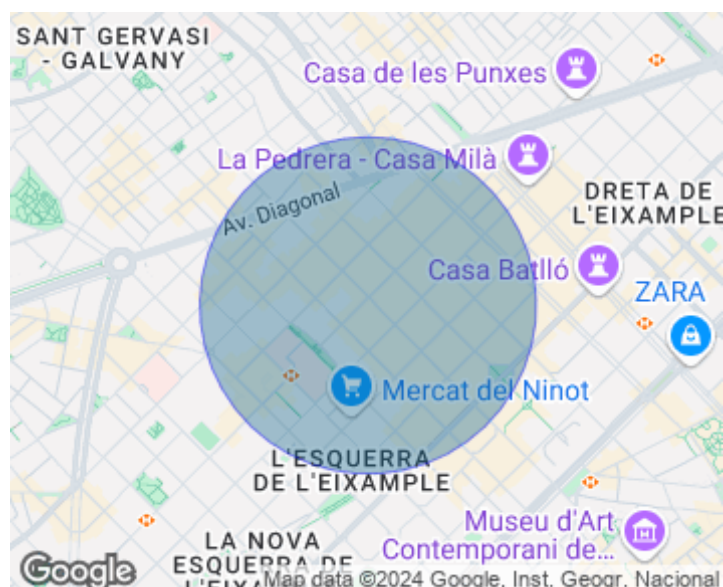 SANT GERVASI
- GALVANY
Casa de les Punxes
La Pedrera - Casa Milà
DRETA DE
L'EIXAMPLE
Av. Diagonal
Casa Batlló
ZARA
Mercat del Ninot
L'ESQUERRA
DE L'EIXAMPLE
Museu d'Art
Contemporani de...
LA NOVA
ESQUERRA DE
Google
Map data ©2024 Google, Inst. Geogr. Nacional